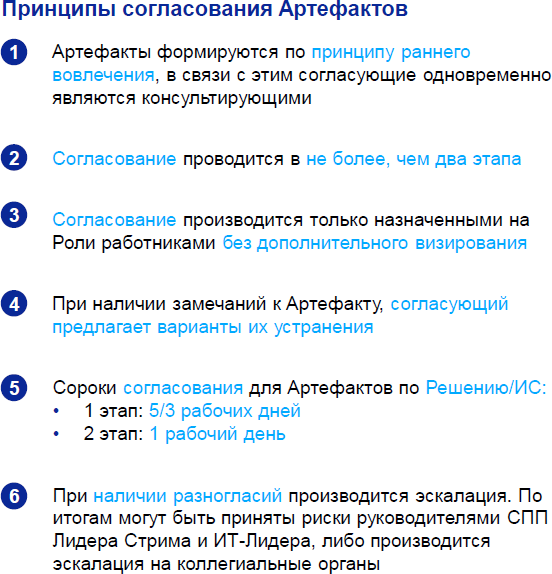 Принципы согласования Артефактов
1 Артефакты формируются по принципу раннего
вовлечения, в связи с этим согласующие одновременно
являются консультирующими
2 Согласование проводится в не более, чем два этапа
3 Согласование производится только назначенными на
Роли работниками без дополнительного визирования
4 При наличии замечаний к Артефакту, согласующий
предлагает варианты их устранения
5 Сороки согласования для Артефактов по Решению/ИС:
• 1 этап: 5/3 рабочих дней
• 2 этап: 1 рабочий день
6 При наличии разногласий производится эскалация. По
итогам могут быть приняты риски руководителями СПП
Лидера Стрима и ИТ-Лидера, либо производится
эскалация на коллегиальные органы